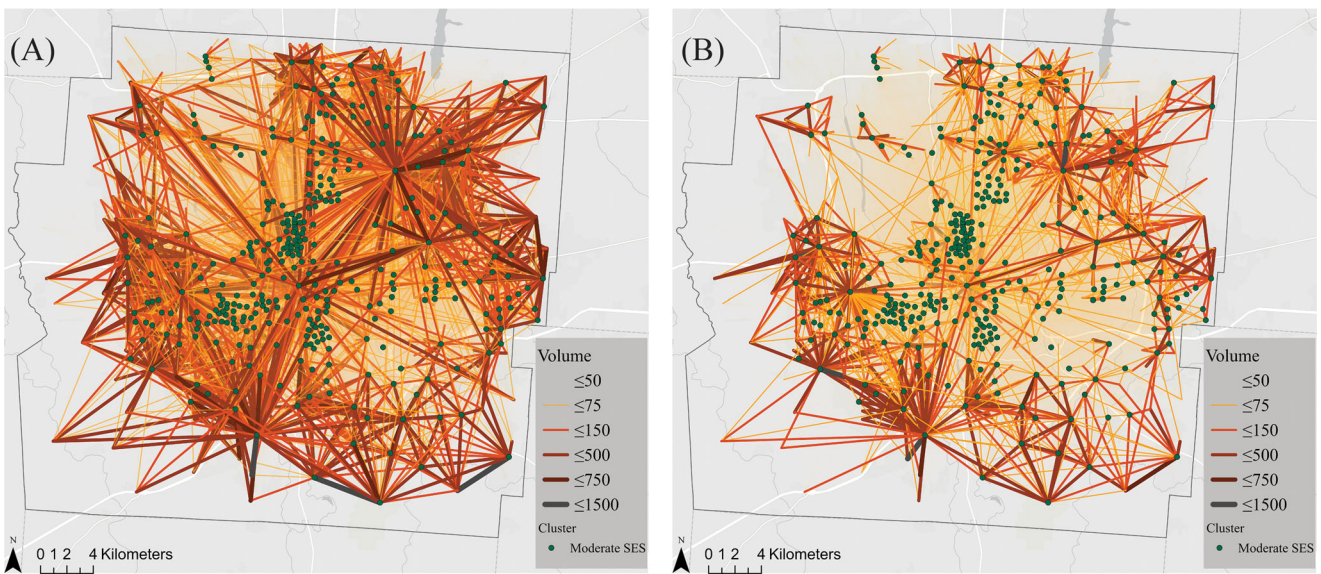 (A)
Volume
≤50
≤75
≤150
≤500
≤750
≤1500
Cluster
Moderate SES
N
0 1 2 4 Kilometers
(B)
Volume
≤50
≤75
≤150
≤500
≤750
≤1500
Cluster
Moderate SES
N
0 1 2 4 Kilometers